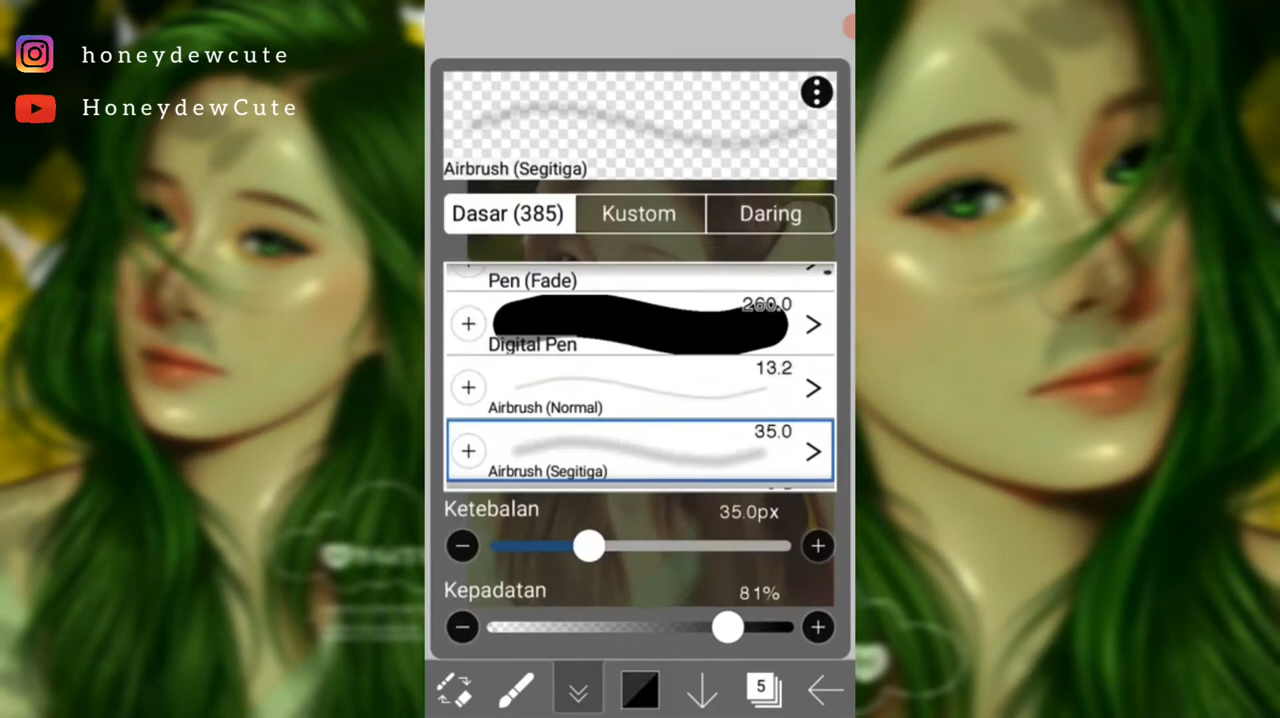 honeydewcute
HoneydewCute
Airbrush (Segitiga)
Dasar (385)
Kustom
Daring
Pen (Fade)
260.0
Digital Pen
13.2
Airbrush (Normal)
35.0
Airbrush (Segitiga)
Ketebalan
35.0px
Kepadatan
81%
5